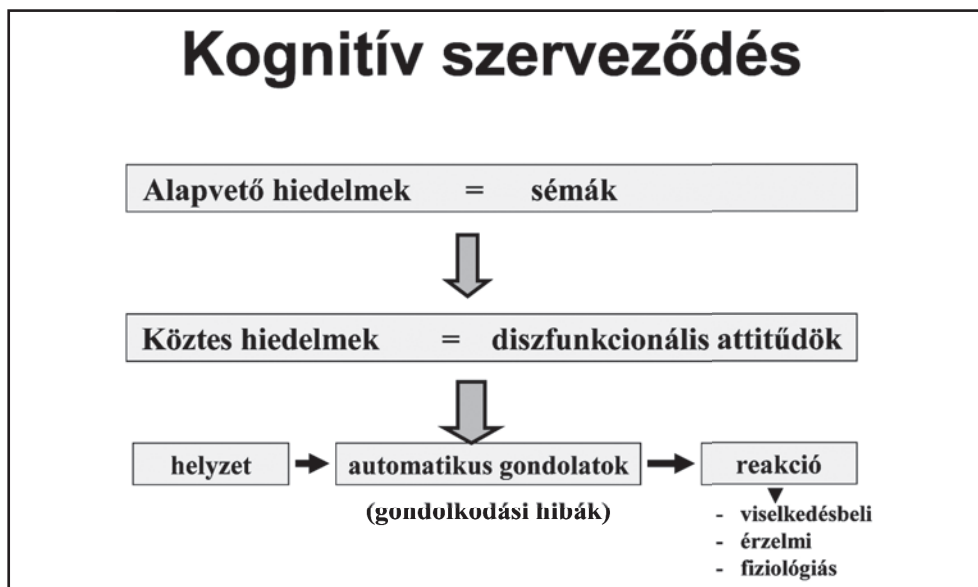 Kognitív szerveződés
Alapvető hiedelmek = sémák
Köztes hiedelmek = diszfunkcionális attitűdök
helyzet
automatikus gondolatok
reakció
(gondolkodási hibák)
- viselkedésbeli
- érzelmi
- fiziológiás